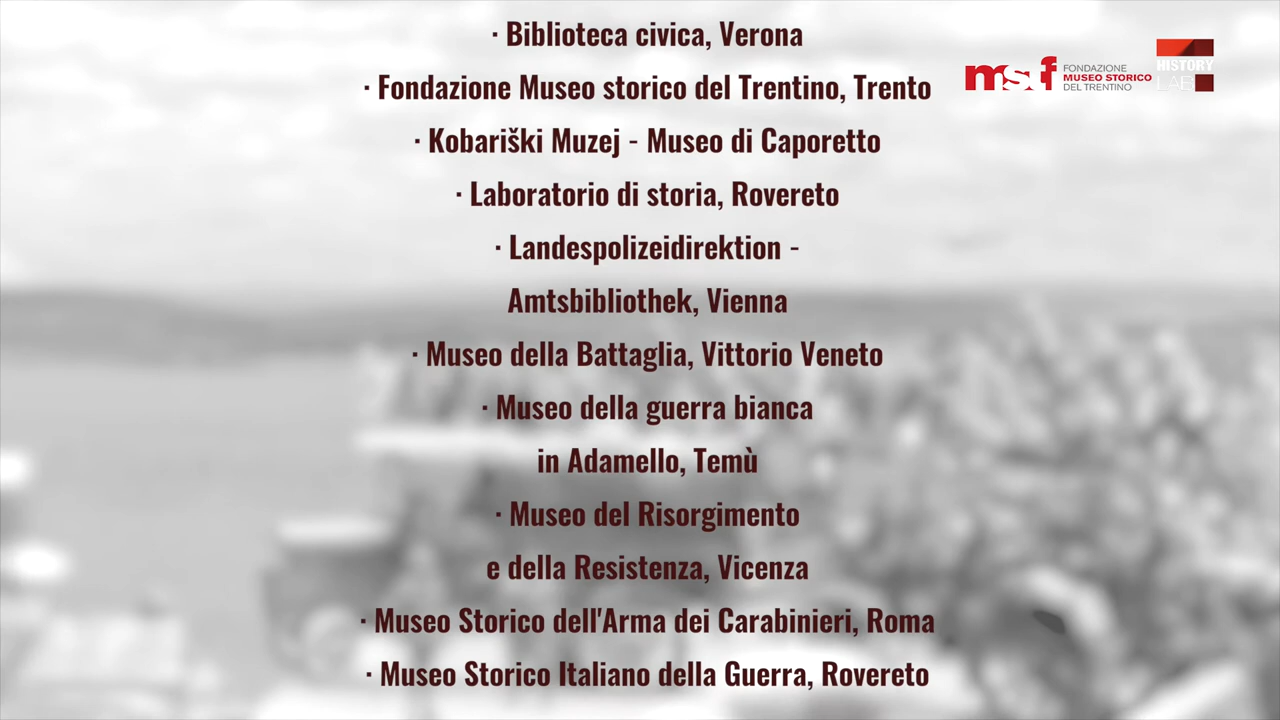 · Biblioteca civica, Verona
· Fondazione Museo storico del Trentino, Trento
· Kobariški Muzej - Museo di Caporetto
· Laboratorio di storia, Rovereto
· Landespolizeidirektion -
Amtsbibliothek, Vienna
· Museo della Battaglia, Vittorio Veneto
· Museo della guerra bianca
in Adamello, Temù
· Museo del Risorgimento
e della Resistenza, Vicenza
· Museo Storico dell'Arma dei Carabinieri, Roma
· Museo Storico Italiano della Guerra, Rovereto
mstf
FONDAZIONE
MUSEO STORICO
DEL TRENTINO
HISTORY
LAB